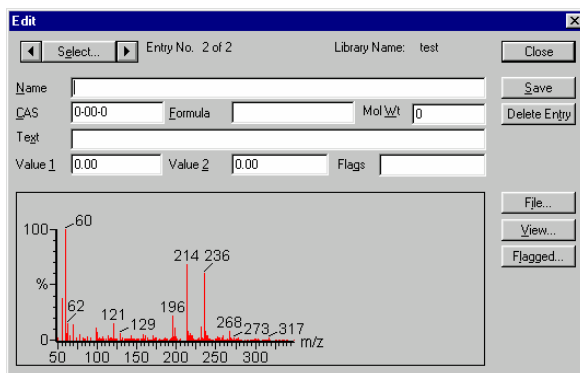 Edit
Select... Entry No. 2 of 2 Library Name: test Close
Name Save
CAS 0-00-0 Formula Mol Wt 0 Delete Entry
Text
Value 1 0.00 Value 2 0.00 Flags
File...
View...
Flagged...
100 60
214 236
%
62 121 129 196 268 273 317
0 m/z
50 100 150 200 250 300